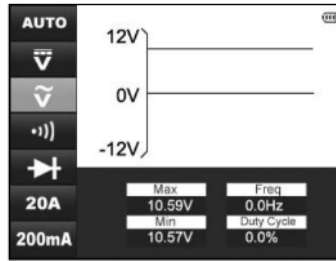 AUTO
V
V
20A
200mA
12V
0V
-12V
Max
Freq
10.59V
0.0Hz
Min
Duty Cycle
10.57V
0.0%